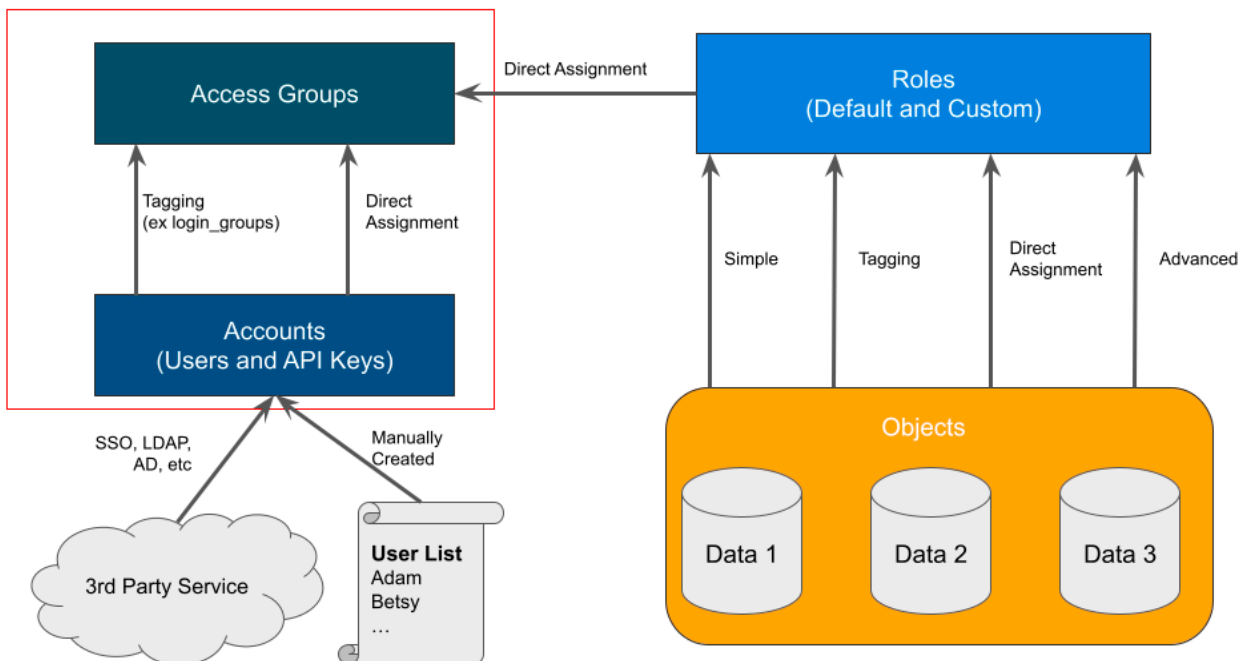 Access Groups
Direct Assignment
Roles
(Default and Custom)
Tagging
(ex login_groups)
Direct
Assignment
Simple
Tagging
Direct
Assignment
Advanced
Accounts
(Users and API Keys)
SSO, LDAP,
AD, etc
Manually
Created
Objects
3rd Party Service
User List
Adam
Betsy
…
Data 1
Data 2
Data 3